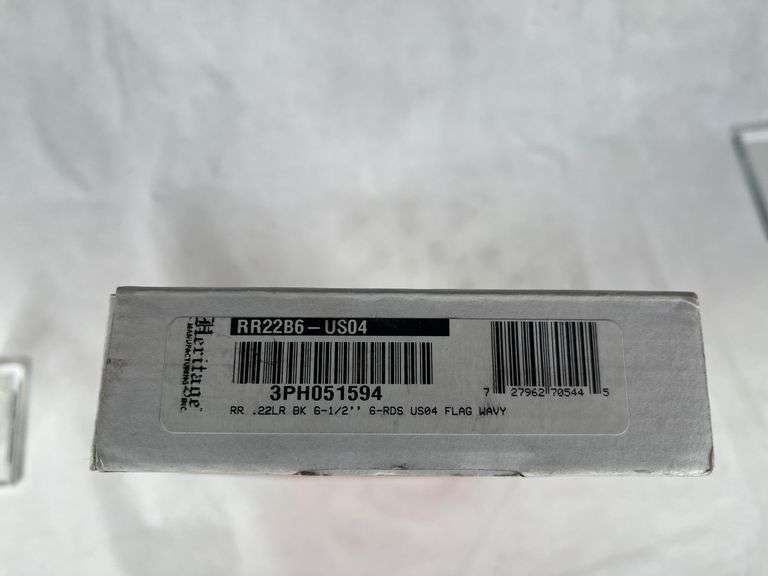 Heritage
MANUFACTURING INC
RR22B6-US04
3PH051594
RR .22LR BK 6-1/2'' 6-RDS US04 FLAG WAVY
7 27962 70544 5